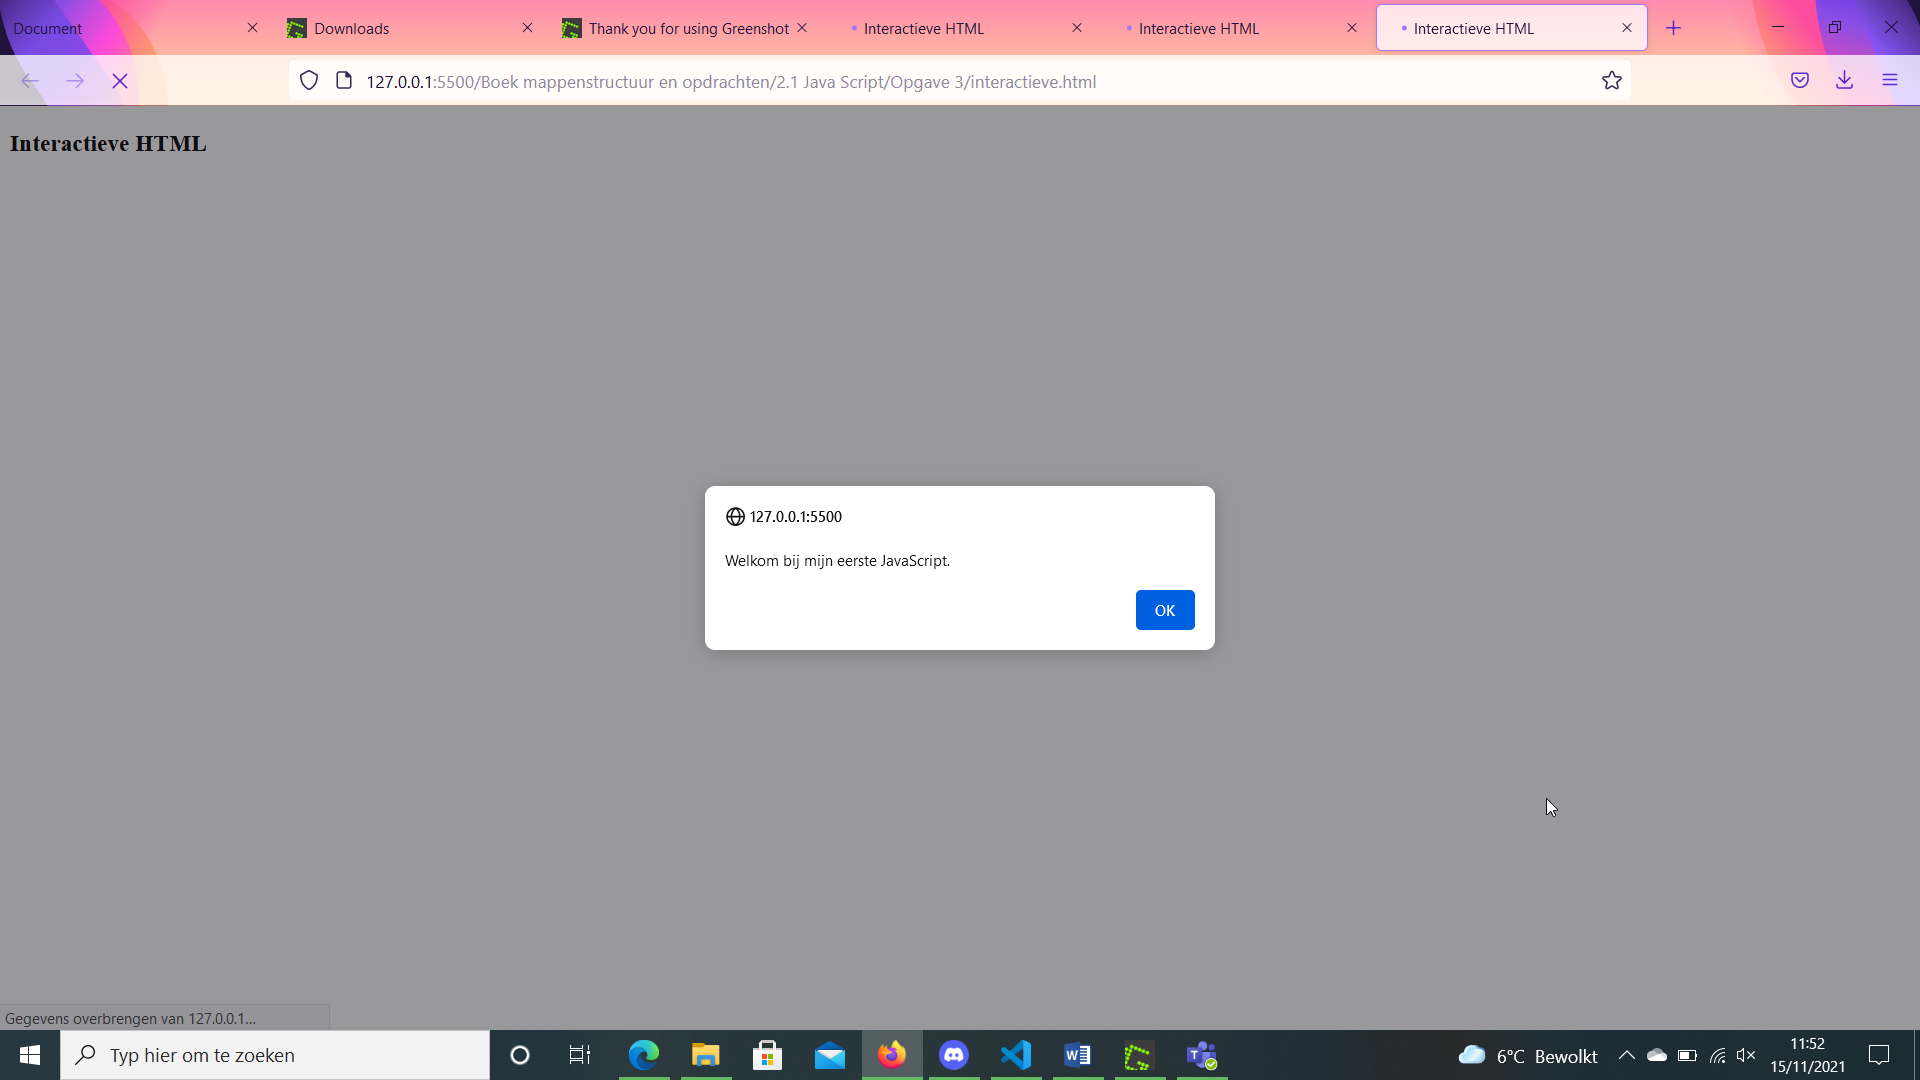 Document
Downloads
Thank you for using Greenshot
Interactieve HTML
Interactieve HTML
Interactieve HTML
127.0.0.1:5500/Boek mappenstructuur en opdrachten/2.1 Java Script/Opgave 3/interactieve.html
Interactieve HTML
127.0.0.1:5500
Welkom bij mijn eerste JavaScript.
OK
Gegevens overbrengen van 127.0.0.1...
Typ hier om te zoeken
6°C Bewolkt
11:52
15/11/2021